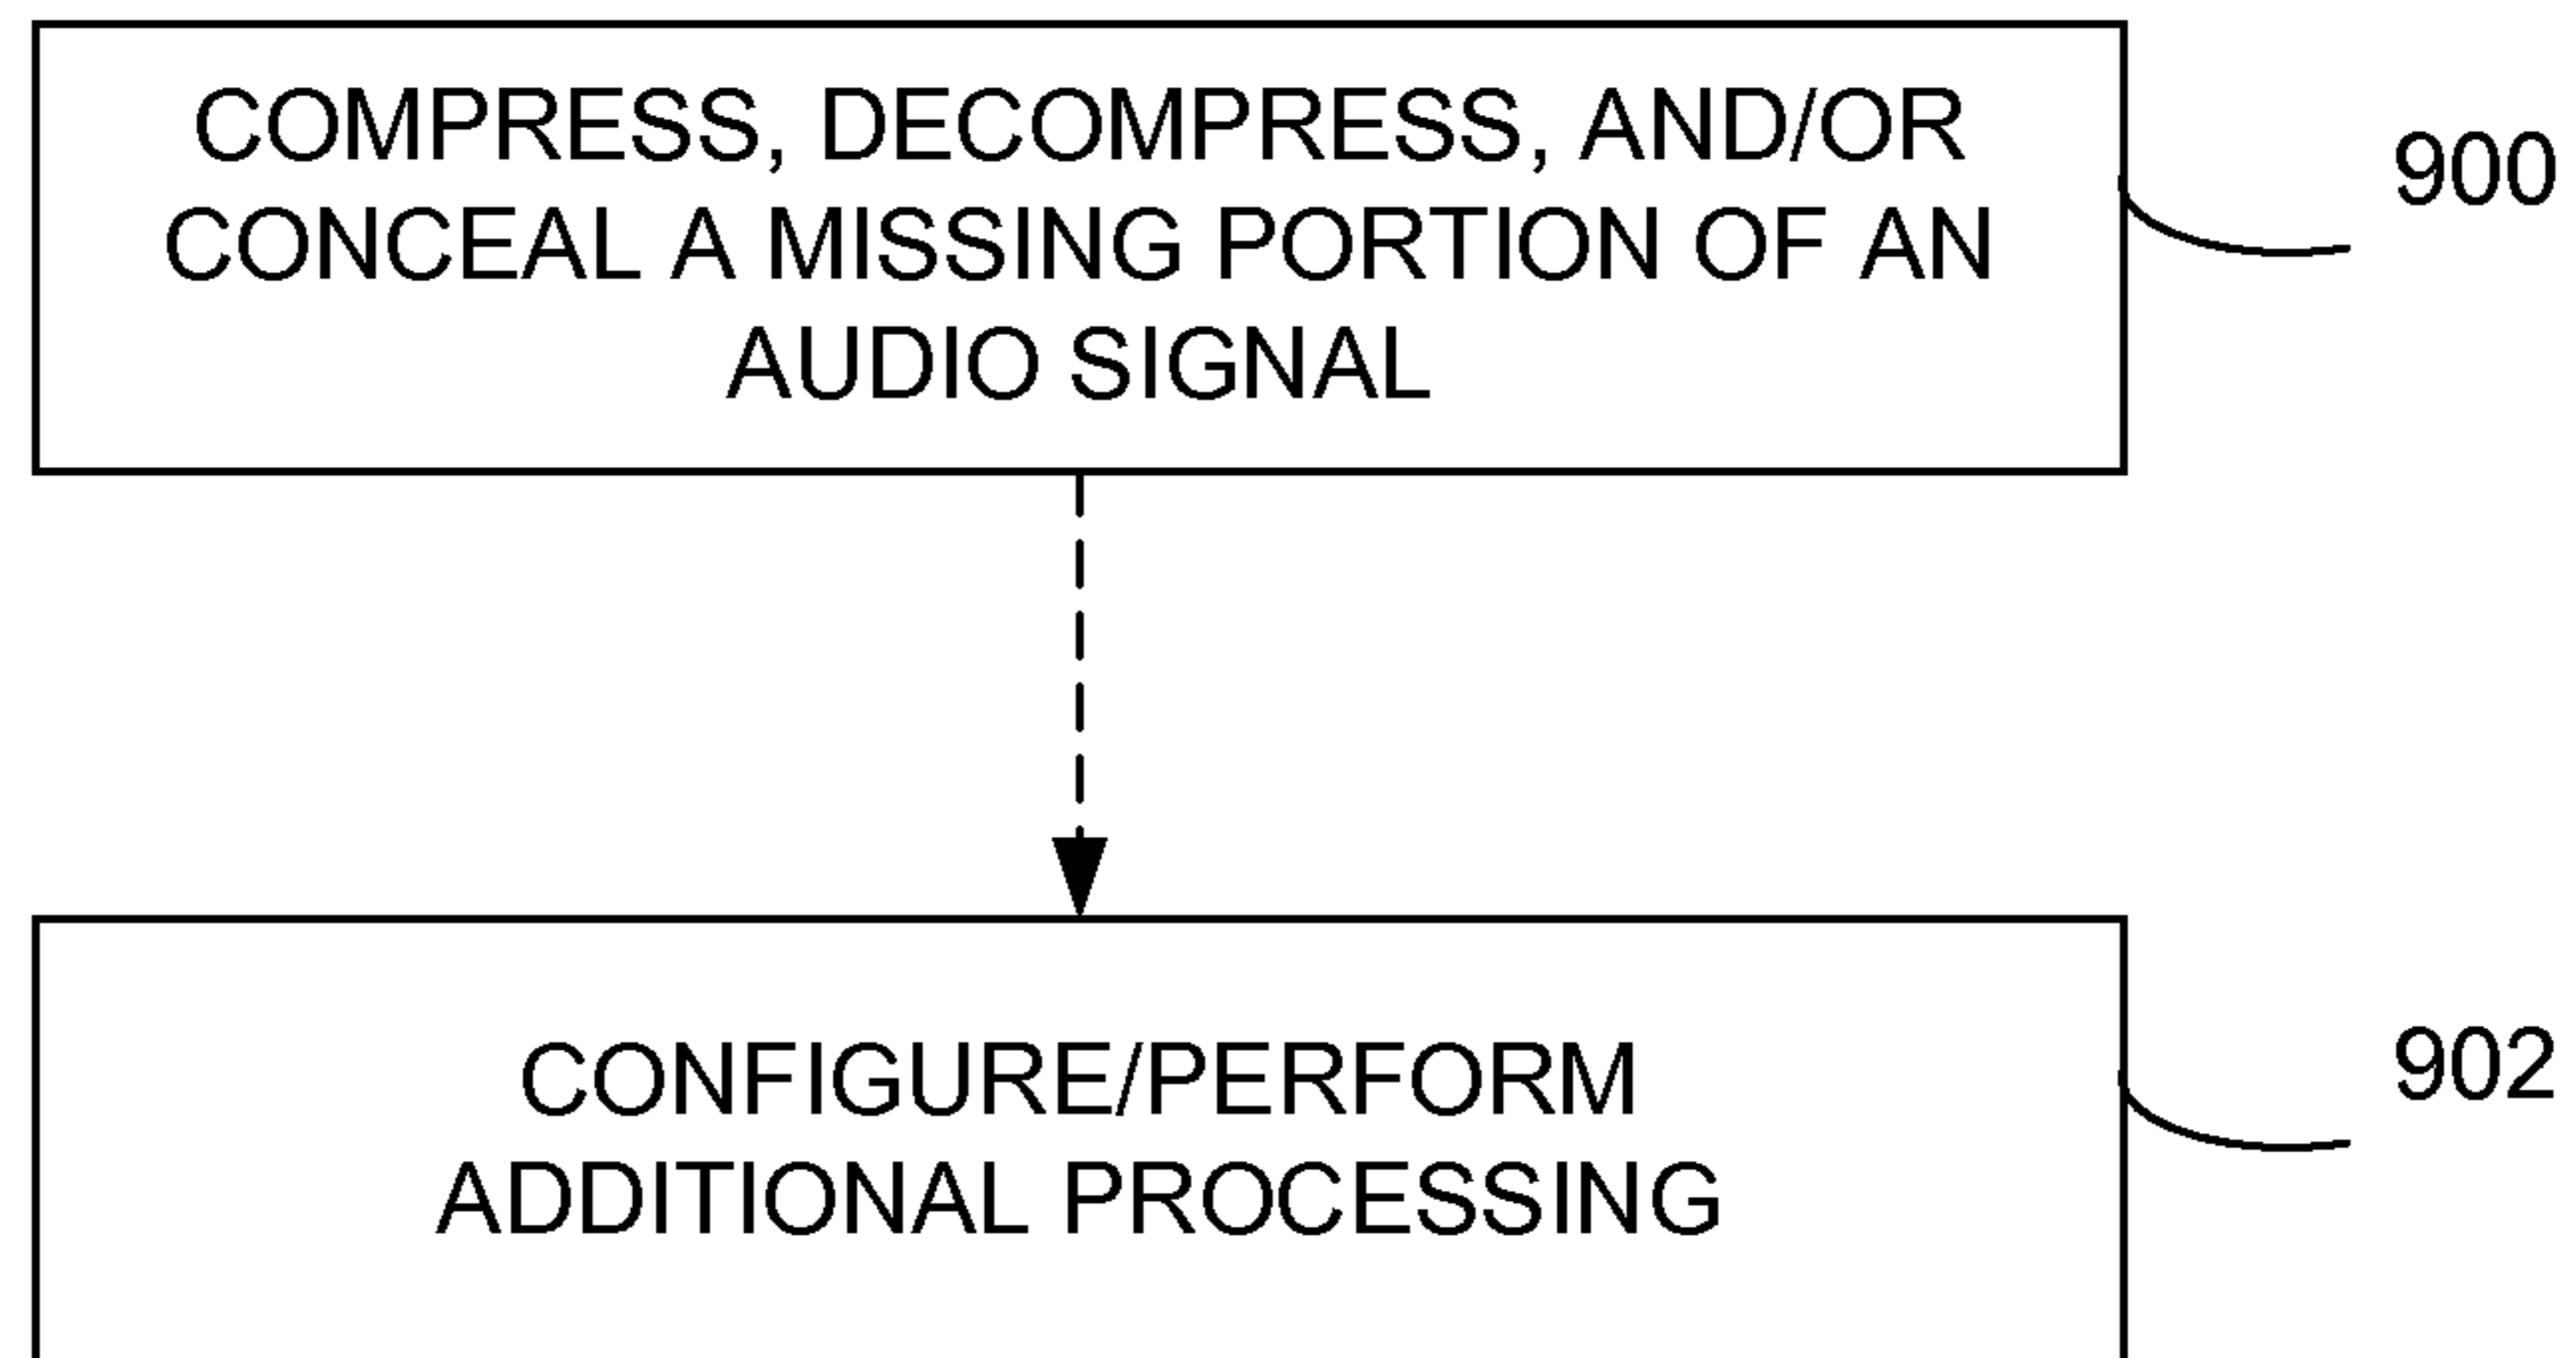 COMPRESS, DECOMPRESS, AND/OR
CONCEAL A MISSING PORTION OF AN
AUDIO SIGNAL
900
CONFIGURE/PERFORM
ADDITIONAL PROCESSING
902